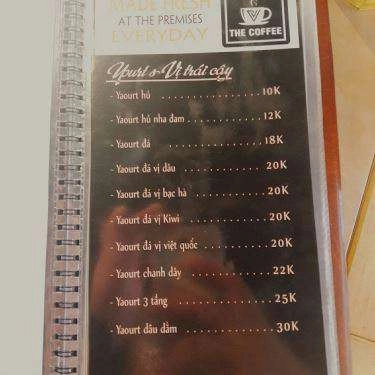 MADE FRESH
AT THE PREMISES
EVERYDAY
THE COFFEE
Yourt s - Vị trái cây
- Yaourt hủ ................ 10K
- Yaourt hủ nha đam ............ 12K
- Yaourt đá ................ 18K
- Yaourt đá vị dâu ............ 20K
- Yaourt đá vị bạc hà ........... 20K
- Yaourt đá vị Kiwi ............ 20K
- Yaourt đá vị việt quốc .......... 20K
- Yaourt chanh dây ............ 22K
- Yaourt 3 tầng .............. 25K
- Yaourt dâu dằm ............. 30K